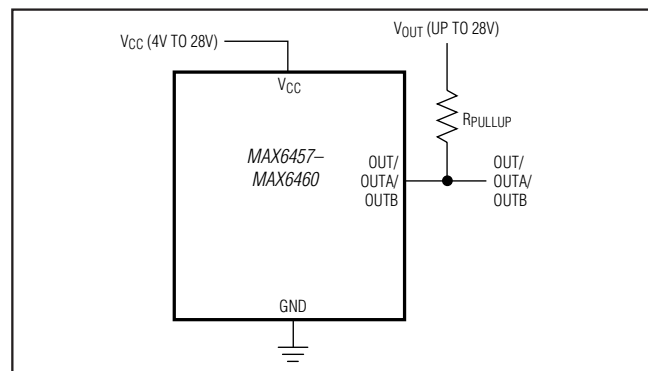 VCC (4V TO 28V)
VOUT (UP TO 28V)
VCC
RPULLUP
MAX6457–
MAX6460
OUT/
OUTA/
OUTB
OUT/
OUTA/
OUTB
GND